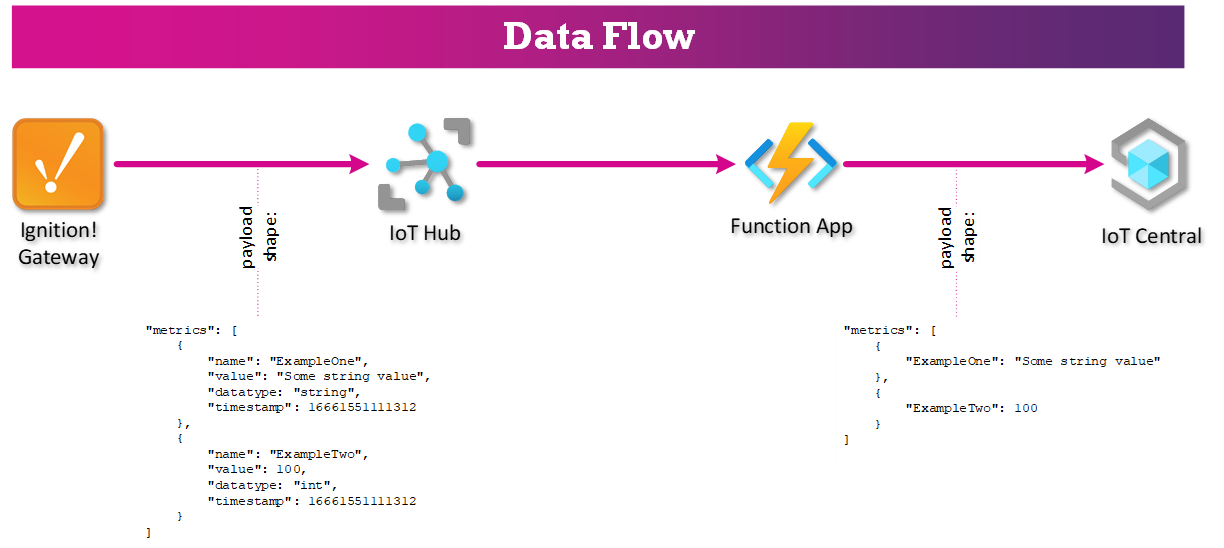 Data Flow
Ignition!
Gateway
IoT Hub
Function App
IoT Central
payload
shape:
payload
shape:
"metrics": [
    {
        "name": "ExampleOne",
        "value": "Some string value",
        "datatype: "string",
        "timestamp": 16661551111312
    },
    {
        "name": "ExampleTwo",
        "value": 100,
        "datatype: "int",
        "timestamp": 16661551111312
    }
]
"metrics": [
    {
        "ExampleOne": "Some string value"
    },
    {
        "ExampleTwo": 100
    }
]